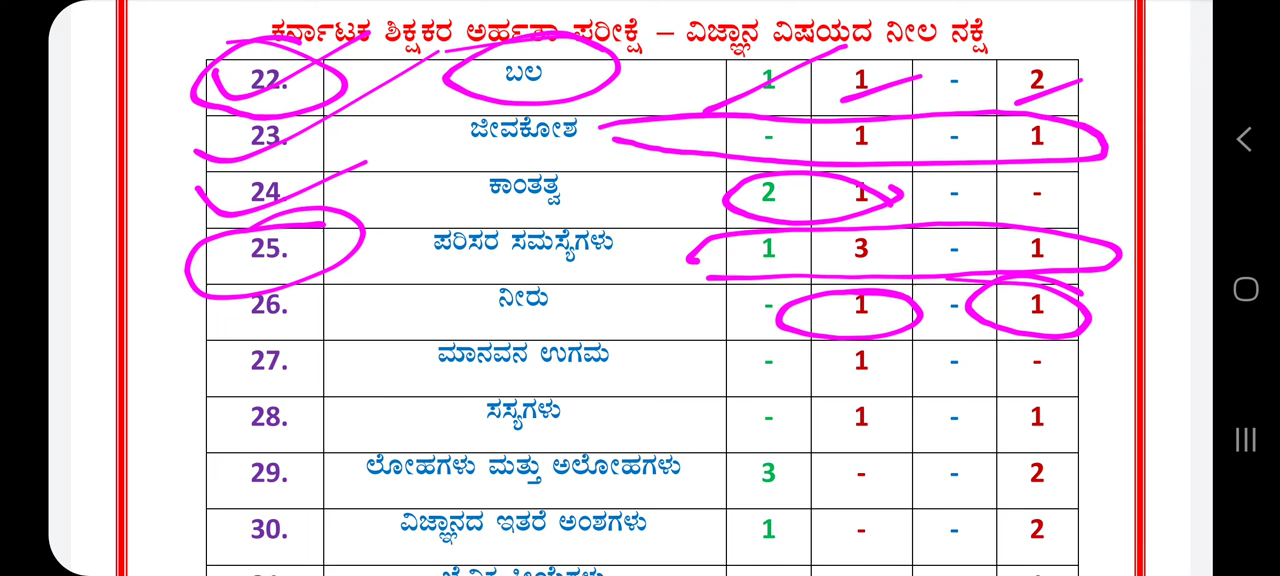 ಕರ್ನಾಟಕ ಶಿಕ್ಷಕರ ಅರ್ಹತಾ ಪರೀಕ್ಷೆ – ವಿಜ್ಞಾನ ವಿಷಯದ ನೀಲ ನಕ್ಷೆ
22. ಬಲ 1 1 - 2
23. ಜೀವಕೋಶ - 1 - 1
24. ಕಾಂತತ್ವ 2 1 - -
25. ಪರಿಸರ ಸಮಸ್ಯೆಗಳು 1 3 - 1
26. ನೀರು - 1 - 1
27. ಮಾನವನ ಉಗಮ - 1 - -
28. ಸಸ್ಯಗಳು - 1 - 1
29. ಲೋಹಗಳು ಮತ್ತು ಅಲೋಹಗಳು 3 - - 2
30. ವಿಜ್ಞಾನದ ಇತರೆ ಅಂಶಗಳು 1 - - 2